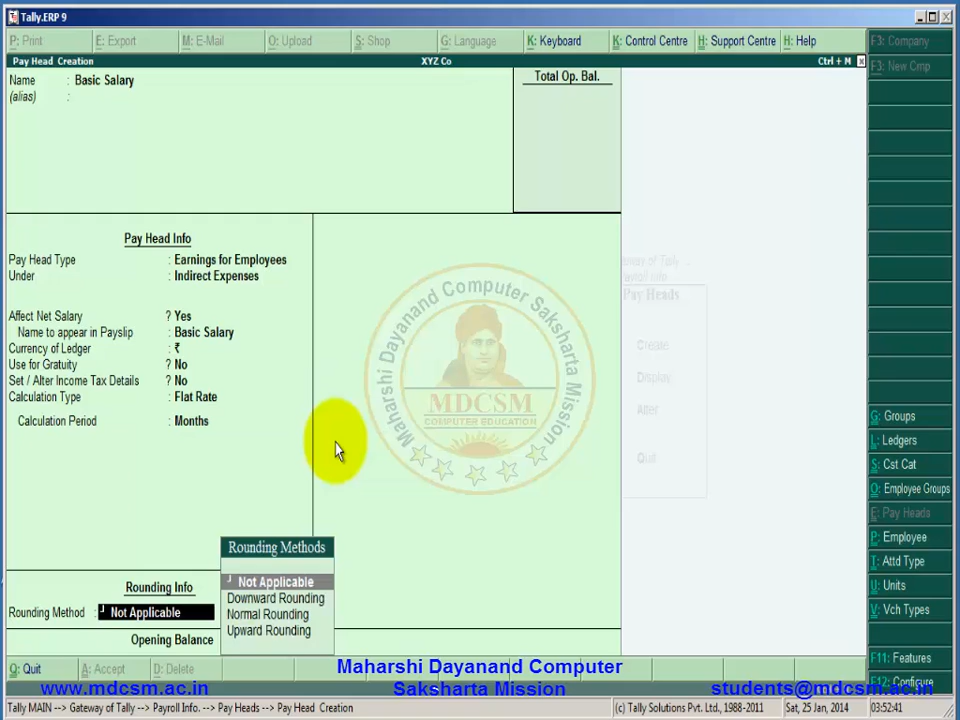 Tally.ERP 9
P: Print E: Export M: E-Mail O: Upload S: Shop G: Language K: Keyboard K: Control Centre H: Support Centre H: Help F3: Company
Pay Head Creation XYZ Co Ctrl + M x
F3: New Cmp
Name : Basic Salary
(alias) :
Total Op. Bal.
Pay Head Info
Pay Head Type : Earnings for Employees
Under : Indirect Expenses
Affect Net Salary ? Yes
Name to appear in Payslip : Basic Salary
Currency of Ledger : ₹
Use for Gratuity ? No
Set / Alter Income Tax Details ? No
Calculation Type : Flat Rate
Calculation Period : Months
Maharshi Dayanand Computer Saksharta Mission
MDCSM
COMPUTER EDUCATION
Pay Heads
Create
Display
Alter
Quit
G: Groups
L: Ledgers
S: Cst Cat
O: Employee Groups
E: Pay Heads
P: Employee
T: Attd Type
U: Units
V: Vch Types
F11: Features
F12: Configure
Rounding Methods
Not Applicable
Downward Rounding
Normal Rounding
Upward Rounding
Rounding Info
Rounding Method : Not Applicable
Opening Balance
Q: Quit A: Accept D: Delete
Maharshi Dayanand Computer
Saksharta Mission
www.mdcsm.ac.in
students@mdcsm.ac.in
Tally MAIN --> Gateway of Tally --> Payroll Info. --> Pay Heads --> Pay Head Creation (c) Tally Solutions Pvt. Ltd., 1988-2011 Sat, 25 Jan, 2014 03:52:41